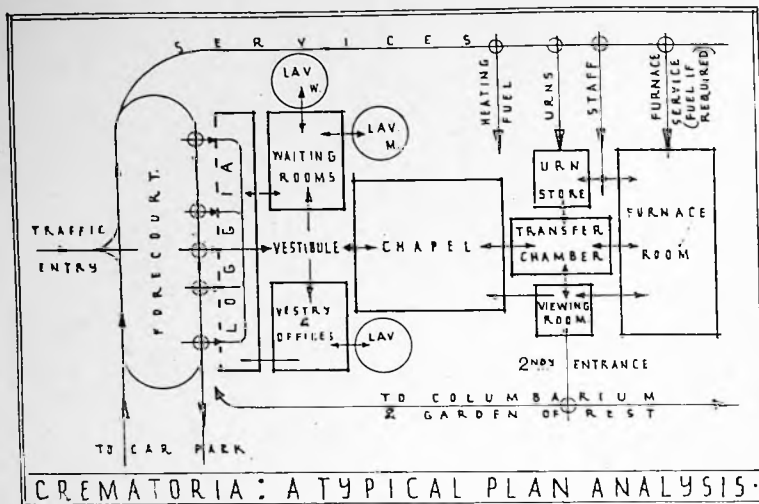 SERVICES
LAV
W.
LAV
M.
WAITING
ROOMS
HEATING
FUEL
URNS
STAFF
FURNACE
SERVICE
(FUEL IF
REQUIRED)
URN
STORE
FORECOURT.
LOGGIA
TRAFFIC
ENTRY
VESTIBULE
CHAPEL
TRANSFER
CHAMBER
FURNACE
ROOM
VESTRY
&
OFFICES
LAV
VIEWING
ROOM
2NDY ENTRANCE
TO COLUMBARIUM
& GARDEN OF REST
TO CAR PARK
CREMATORIA: A TYPICAL PLAN ANALYSIS.